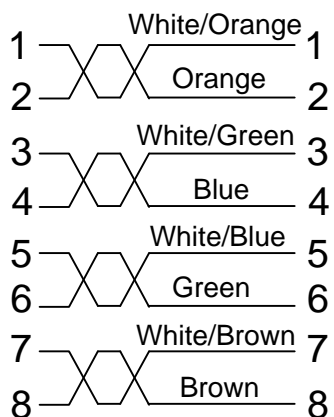 White/Orange
1 1
Orange
2 2
White/Green
3 3
Blue
4 4
White/Blue
5 5
Green
6 6
White/Brown
7 7
Brown
8 8